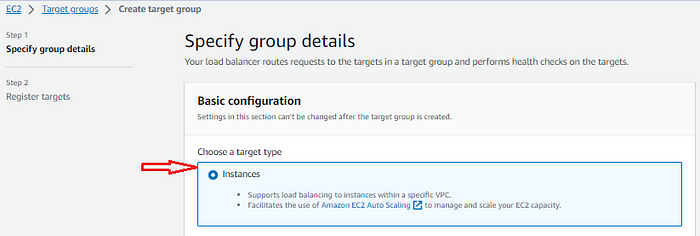 EC2 > Target groups > Create target group
Step 1
Specify group details
Step 2
Register targets
Specify group details
Your load balancer routes requests to the targets in a target group and performs health checks on the targets.
Basic configuration
Settings in this section can't be changed after the target group is created.
Choose a target type
Instances
• Supports load balancing to instances within a specific VPC.
• Facilitates the use of Amazon EC2 Auto Scaling to manage and scale your EC2 capacity.